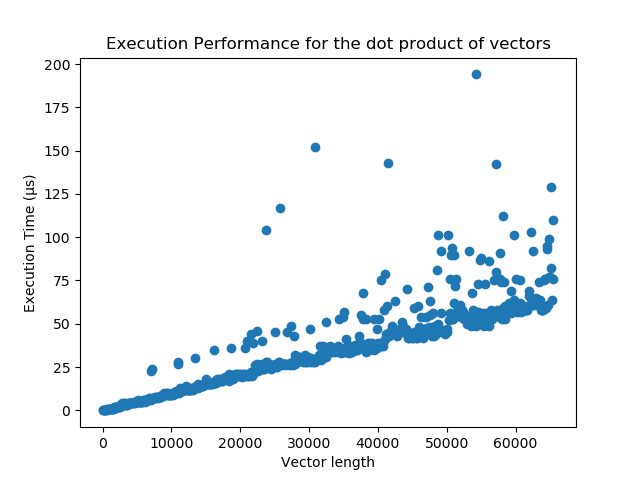 Execution Performance for the dot product of vectors
200
175
150
125
100
75
50
25
0
Execution Time (µs)
0 10000 20000 30000 40000 50000 60000
Vector length